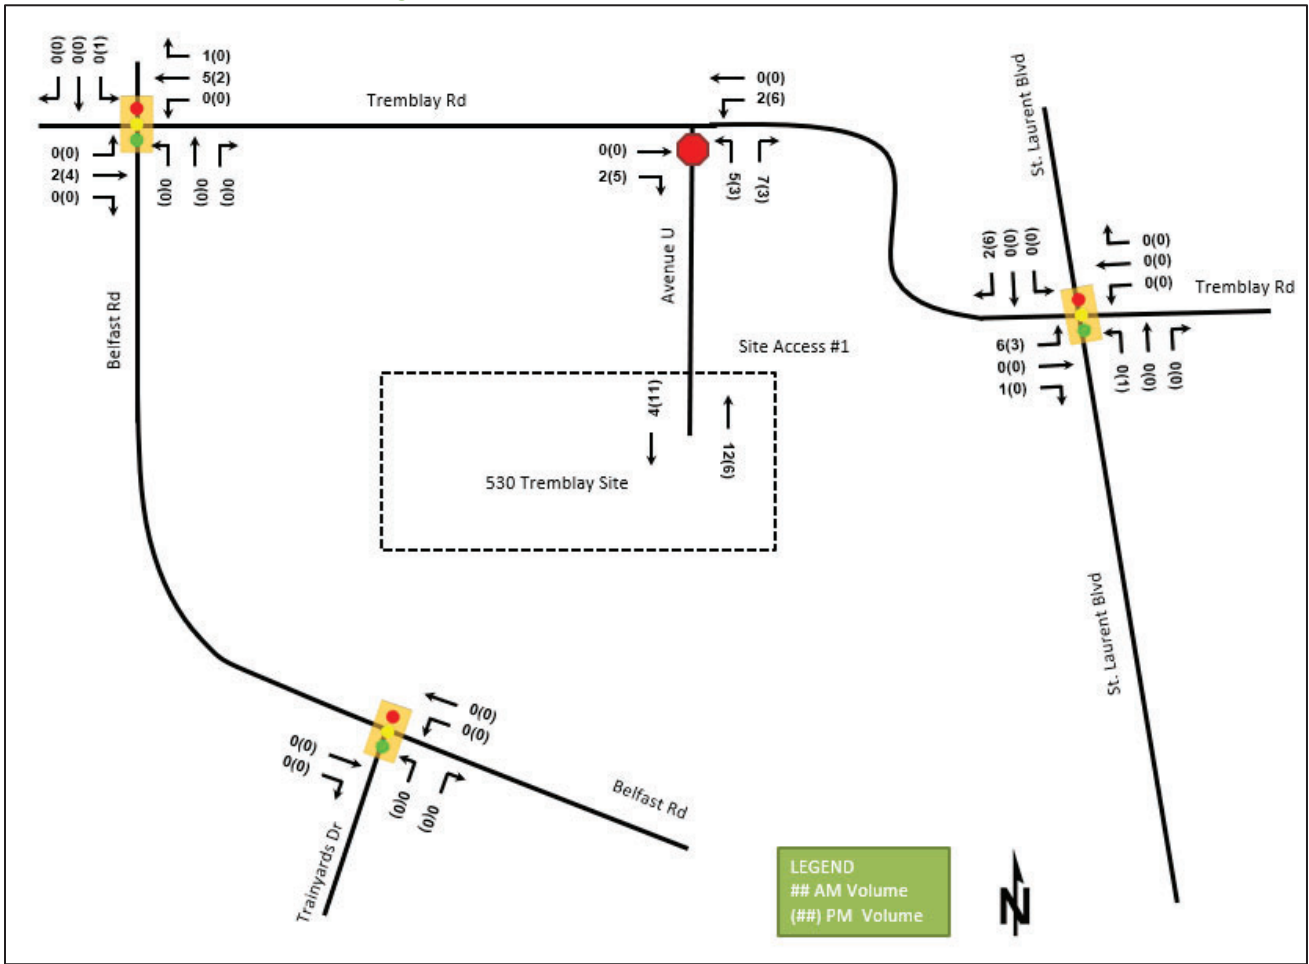 0(0)
0(0)
0(1)
1(0)
5(2)
0(0)
Tremblay Rd
0(0)
2(6)
0(0)
2(4)
0(0)
0(0)
0(0)
0(0)
0(0)
2(5)
5(3)
7(3)
St. Laurent Blvd
Avenue U
2(6)
0(0)
0(0)
0(0)
0(0)
0(0)
Tremblay Rd
Belfast Rd
Site Access #1
6(3)
0(0)
1(0)
0(1)
0(0)
0(0)
4(11)
12(6)
530 Tremblay Site
St. Laurent Blvd
0(0)
0(0)
0(0)
0(0)
0(0)
0(0)
Belfast Rd
Trainyards Dr
LEGEND
## AM Volume
(##) PM Volume
N